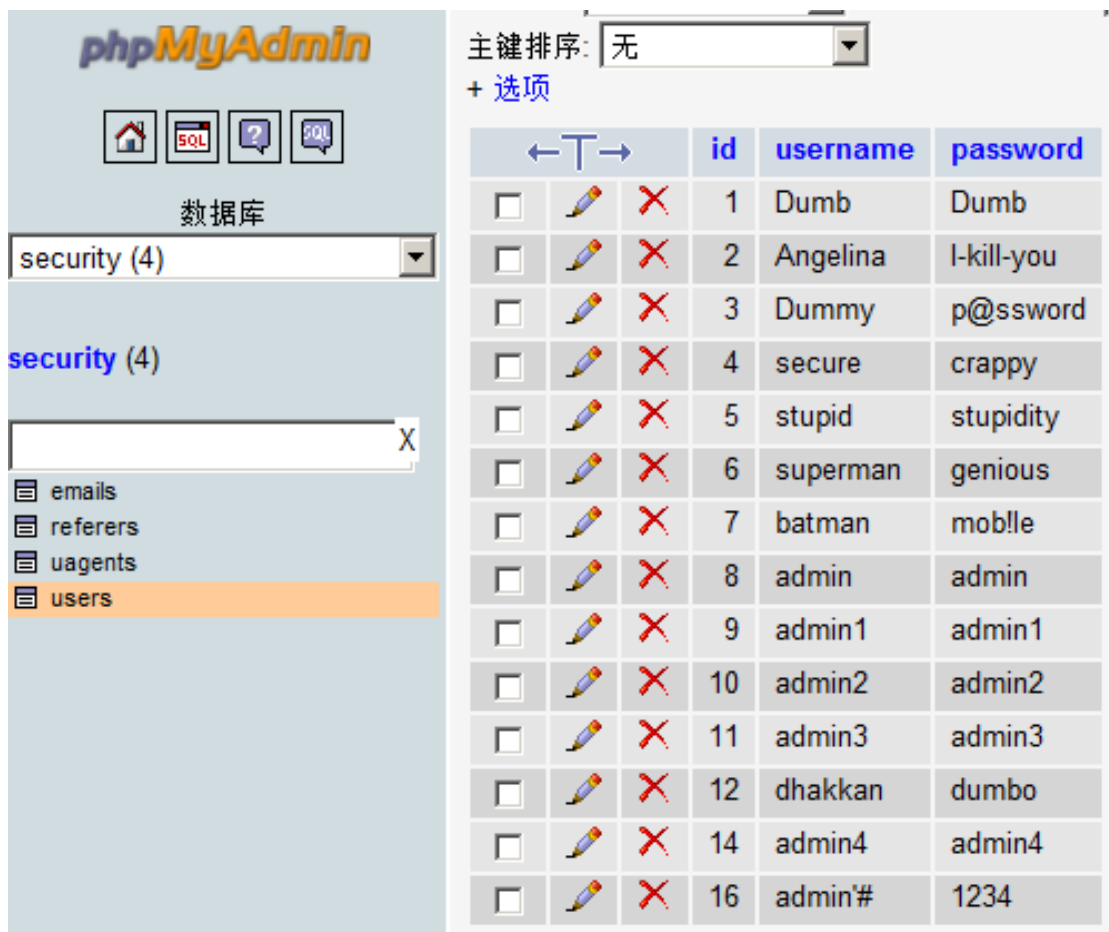 phpMyAdmin
SQL
?
SQL
数据库
security (4)
security (4)
X
emails
referers
uagents
users
主键排序: 无
+ 选项
←T→ id username password
1 Dumb Dumb
2 Angelina I-kill-you
3 Dummy p@ssword
4 secure crappy
5 stupid stupidity
6 superman genious
7 batman mob!le
8 admin admin
9 admin1 admin1
10 admin2 admin2
11 admin3 admin3
12 dhakkan dumbo
14 admin4 admin4
16 admin'# 1234